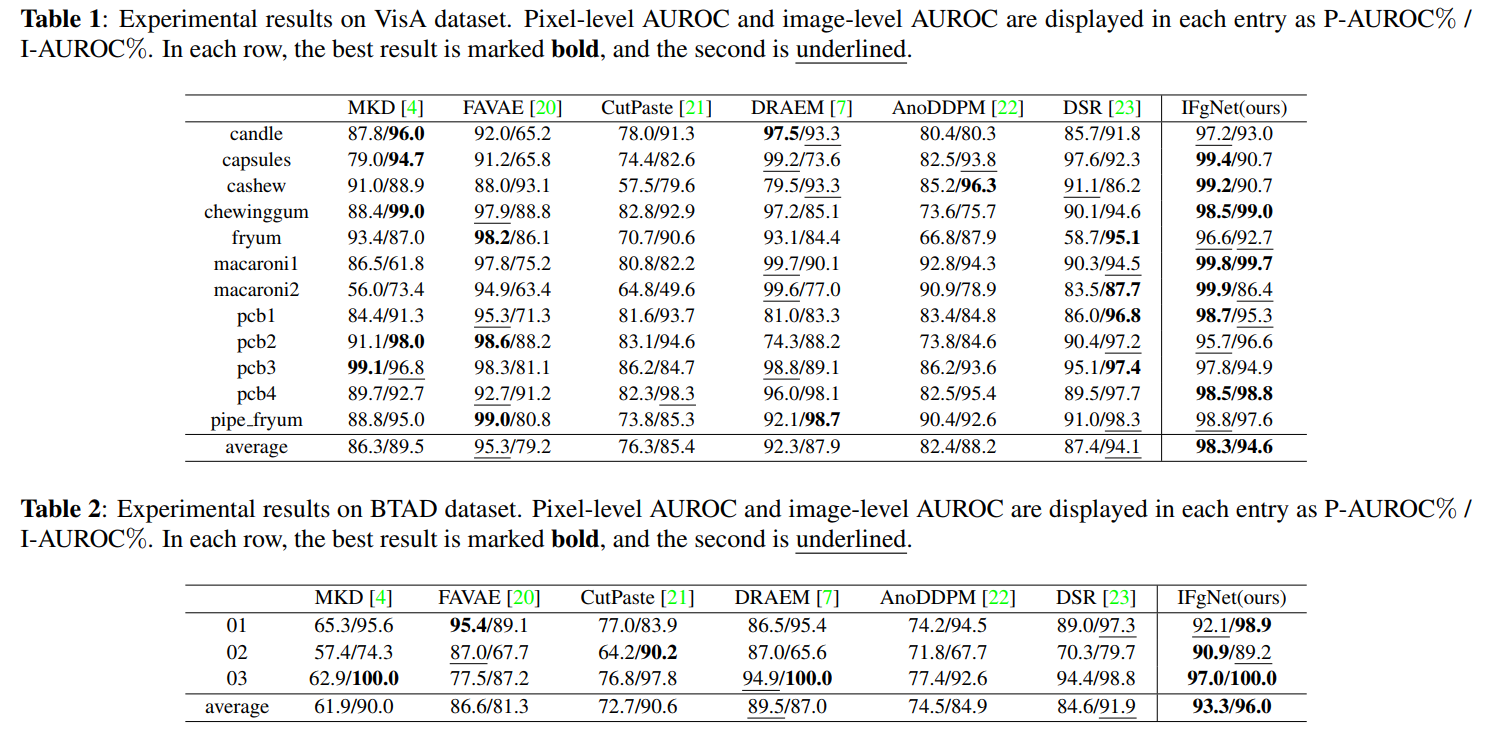 Table 1: Experimental results on VisA dataset. Pixel-level AUROC and image-level AUROC are displayed in each entry as P-AUROC% /
I-AUROC%. In each row, the best result is marked bold, and the second is underlined.
MKD [4] FAVAE [20] CutPaste [21] DRAEM [7] AnoDDPM [22] DSR [23] IFgNet(ours)
candle 87.8/96.0 92.0/65.2 78.0/91.3 97.5/93.3 80.4/80.3 85.7/91.8 97.2/93.0
capsules 79.0/94.7 91.2/65.8 74.4/82.6 99.2/73.6 82.5/93.8 97.6/92.3 99.4/90.7
cashew 91.0/88.9 88.0/93.1 57.5/79.6 79.5/93.3 85.2/96.3 91.1/86.2 99.2/90.7
chewinggum 88.4/99.0 97.9/88.8 82.8/92.9 97.2/85.1 73.6/75.7 90.1/94.6 98.5/99.0
fryum 93.4/87.0 98.2/86.1 70.7/90.6 93.1/84.4 66.8/87.9 58.7/95.1 96.6/92.7
macaroni1 86.5/61.8 97.8/75.2 80.8/82.2 99.7/90.1 92.8/94.3 90.3/94.5 99.8/99.7
macaroni2 56.0/73.4 94.9/63.4 64.8/49.6 99.6/77.0 90.9/78.9 83.5/87.7 99.9/86.4
pcb1 84.4/91.3 95.3/71.3 81.6/93.7 81.0/83.3 83.4/84.8 86.0/96.8 98.7/95.3
pcb2 91.1/98.0 98.6/88.2 83.1/94.6 74.3/88.2 73.8/84.6 90.4/97.2 95.7/96.6
pcb3 99.1/96.8 98.3/81.1 86.2/84.7 98.8/89.1 86.2/93.6 95.1/97.4 97.8/94.9
pcb4 89.7/92.7 92.7/91.2 82.3/98.3 96.0/98.1 82.5/95.4 89.5/97.7 98.5/98.8
pipe_fryum 88.8/95.0 99.0/80.8 73.8/85.3 92.1/98.7 90.4/92.6 91.0/98.3 98.8/97.6
average 86.3/89.5 95.3/79.2 76.3/85.4 92.3/87.9 82.4/88.2 87.4/94.1 98.3/94.6
Table 2: Experimental results on BTAD dataset. Pixel-level AUROC and image-level AUROC are displayed in each entry as P-AUROC% /
I-AUROC%. In each row, the best result is marked bold, and the second is underlined.
MKD [4] FAVAE [20] CutPaste [21] DRAEM [7] AnoDDPM [22] DSR [23] IFgNet(ours)
01 65.3/95.6 95.4/89.1 77.0/83.9 86.5/95.4 74.2/94.5 89.0/97.3 92.1/98.9
02 57.4/74.3 87.0/67.7 64.2/90.2 87.0/65.6 71.8/67.7 70.3/79.7 90.9/89.2
03 62.9/100.0 77.5/87.2 76.8/97.8 94.9/100.0 77.4/92.6 94.4/98.8 97.0/100.0
average 61.9/90.0 86.6/81.3 72.7/90.6 89.5/87.0 74.5/84.9 84.6/91.9 93.3/96.0